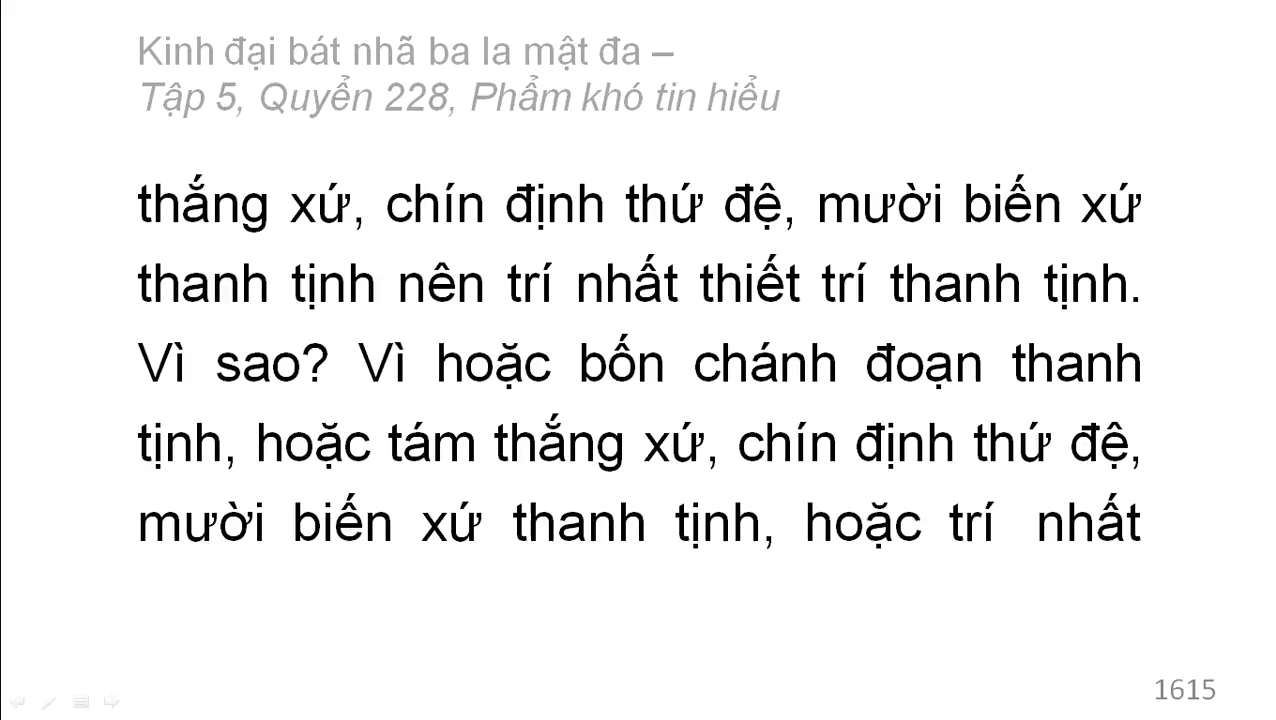 Kinh đại bát nhã ba la mật đa –
Tập 5, Quyển 228, Phẩm khó tin hiểu
thắng xứ, chín định thứ đệ, mười biến xứ
thanh tịnh nên trí nhất thiết trí thanh tịnh.
Vì sao? Vì hoặc bốn chánh đoạn thanh
tịnh, hoặc tám thắng xứ, chín định thứ đệ,
mười biến xứ thanh tịnh, hoặc trí nhất
1615